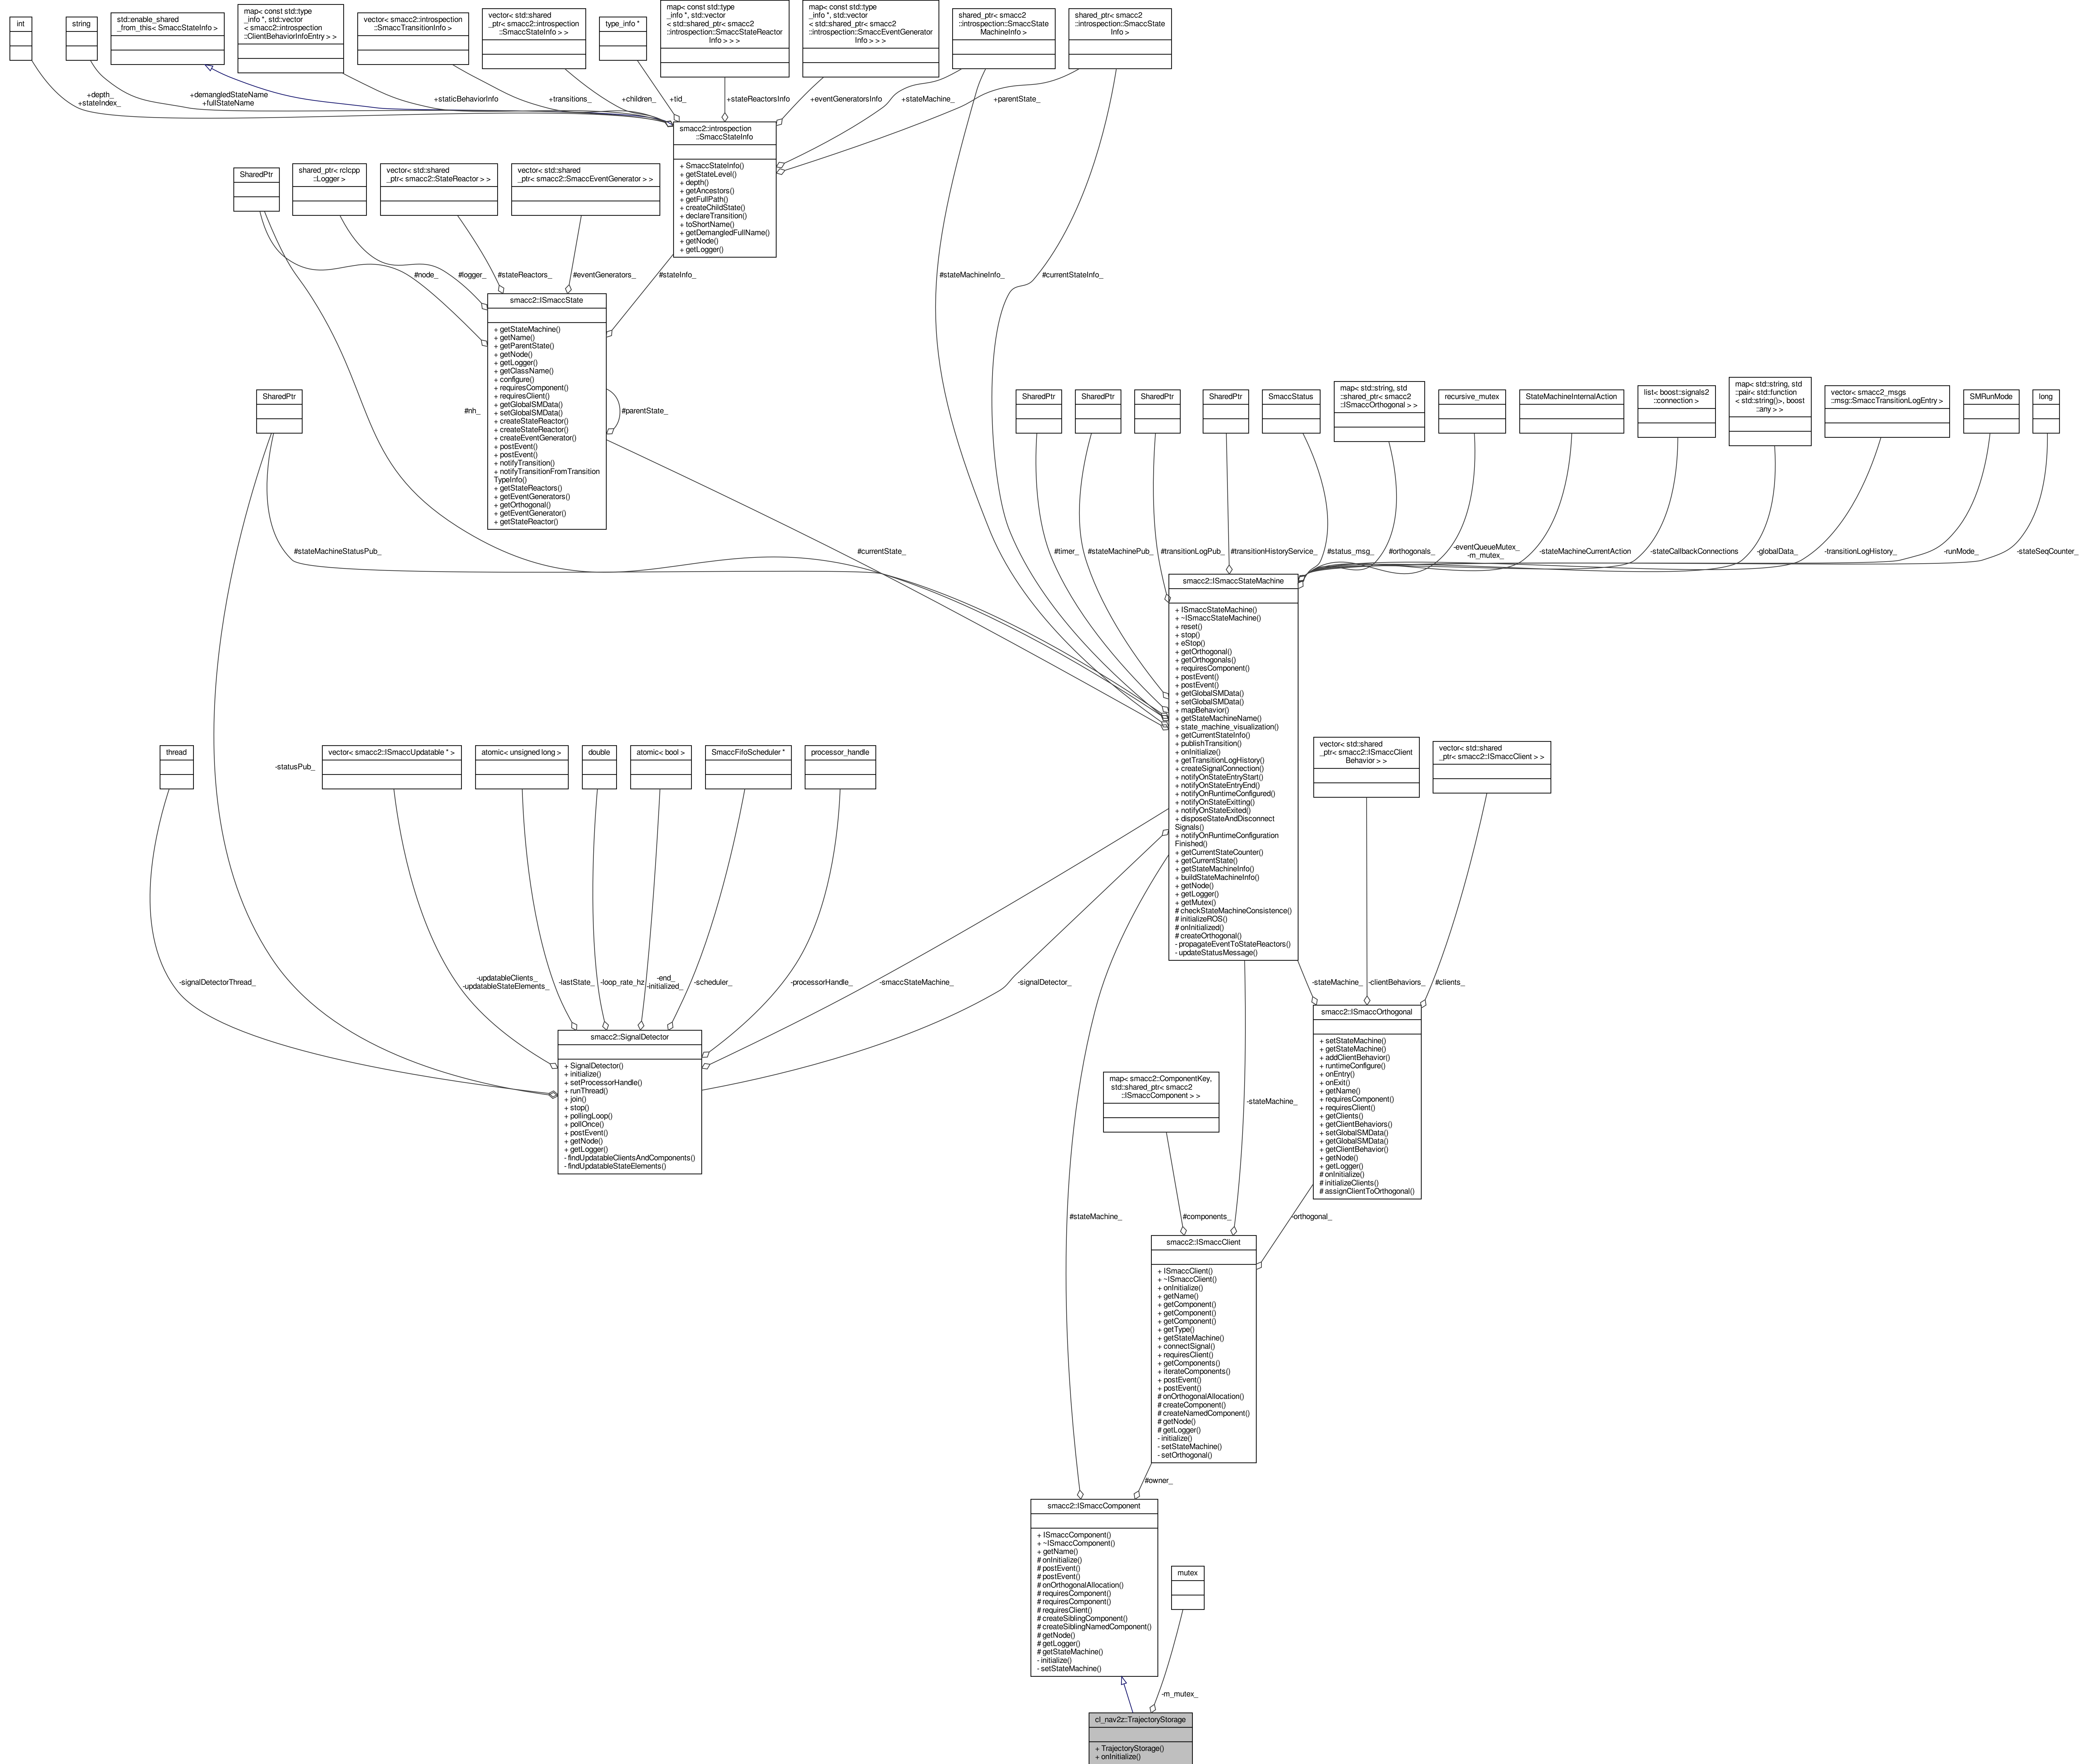 int
string
std::enable_shared
_from_this< SmaccStateInfo >
map< const std::type
_info *, std::vector
< smacc2::introspection
::ClientBehaviorInfoEntry > >
vector< smacc2::introspection
::SmaccTransitionInfo >
vector< std::shared
_ptr< smacc2::introspection
::SmaccStateInfo > >
type_info *
map< const std::type
_info *, std::vector
< std::shared_ptr< smacc2
::introspection::SmaccStateReactor
Info > > >
map< const std::type
_info *, std::vector
< std::shared_ptr< smacc2
::introspection::SmaccEventGenerator
Info > > >
shared_ptr< smacc2
::introspection::SmaccState
MachineInfo >
shared_ptr< smacc2
::introspection::SmaccState
Info >
+depth_
+stateIndex_
+demangledStateName
+fullStateName
+staticBehaviorInfo
+transitions_
+children_
+tid_
+stateReactorsInfo
+eventGeneratorsInfo
+stateMachine_
+parentState_
smacc2::introspection
::SmaccStateInfo
+ SmaccStateInfo()
+ getStateLevel()
+ depth()
+ getAncestors()
+ getFullPath()
+ createChildState()
+ declareTransition()
+ toShortName()
+ getDemangledFullName()
+ getNode()
+ getLogger()
SharedPtr
shared_ptr< rclcpp
::Logger >
vector< std::shared
_ptr< smacc2::StateReactor > >
vector< std::shared
_ptr< smacc2::SmaccEventGenerator > >
#node_
#logger_
#stateReactors_
#eventGenerators_
#stateInfo_
#stateMachineInfo_
#currentStateInfo_
smacc2::ISmaccState
+ getStateMachine()
+ getName()
+ getParentState()
+ getNode()
+ getLogger()
+ getClassName()
+ configure()
+ requiresComponent()
+ requiresClient()
+ getGlobalSMData()
+ setGlobalSMData()
+ createStateReactor()
+ createStateReactor()
+ createEventGenerator()
+ postEvent()
+ postEvent()
+ notifyTransition()
+ notifyTransitionFromTransition
TypeInfo()
+ getStateReactors()
+ getEventGenerators()
+ getOrthogonal()
+ getEventGenerator()
+ getStateReactor()
#nh_
#parentState_
SharedPtr
SharedPtr
SharedPtr
SharedPtr
SharedPtr
SmaccStatus
map< std::string, std
::shared_ptr< smacc2
::ISmaccOrthogonal > >
recursive_mutex
StateMachineInternalAction
list< boost::signals2
::connection >
map< std::string, std
::pair< std::function
< std::string()>, boost
::any > >
vector< smacc2_msgs
::msg::SmaccTransitionLogEntry >
SMRunMode
long
#stateMachineStatusPub_
#currentState_
#timer_
#stateMachinePub_
#transitionLogPub_
#transitionHistoryService_
#status_msg_
#orthogonals_
-eventQueueMutex_
-m_mutex_
-stateMachineCurrentAction
-stateCallbackConnections
-globalData_
-transitionLogHistory_
-runMode_
-stateSeqCounter_
smacc2::ISmaccStateMachine
+ ISmaccStateMachine()
+ ~ISmaccStateMachine()
+ reset()
+ stop()
+ eStop()
+ getOrthogonal()
+ getOrthogonals()
+ requiresComponent()
+ postEvent()
+ postEvent()
+ getGlobalSMData()
+ setGlobalSMData()
+ mapBehavior()
+ getStateMachineName()
+ state_machine_visualization()
+ getCurrentStateInfo()
+ publishTransition()
+ onInitialize()
+ getTransitionLogHistory()
+ createSignalConnection()
+ notifyOnStateEntryStart()
+ notifyOnStateEntryEnd()
+ notifyOnRuntimeConfigured()
+ notifyOnStateExitting()
+ notifyOnStateExited()
+ disposeStateAndDisconnect
Signals()
+ notifyOnRuntimeConfiguration
Finished()
+ getCurrentStateCounter()
+ getCurrentState()
+ getStateMachineInfo()
+ buildStateMachineInfo()
+ getNode()
+ getLogger()
+ getMutex()
# checkStateMachineConsistence()
# initializeROS()
# onInitialized()
# createOrthogonal()
- propagateEventToStateReactors()
- updateStatusMessage()
thread
-statusPub_
vector< smacc2::ISmaccUpdatable * >
atomic< unsigned long >
double
atomic< bool >
SmaccFifoScheduler *
processor_handle
vector< std::shared
_ptr< smacc2::ISmaccClient
Behavior > >
vector< std::shared
_ptr< smacc2::ISmaccClient > >
-signalDetectorThread_
-updatableClients_
-updatableStateElements_
-lastState_
-loop_rate_hz
-end_
-initialized_
-scheduler_
-processorHandle_
-smaccStateMachine_
-signalDetector_
-stateMachine_
-clientBehaviors_
#clients_
smacc2::SignalDetector
+ SignalDetector()
+ initialize()
+ setProcessorHandle()
+ runThread()
+ join()
+ stop()
+ pollingLoop()
+ pollOnce()
+ postEvent()
+ getNode()
+ getLogger()
- findUpdatableClientsAndComponents()
- findUpdatableStateElements()
smacc2::ISmaccOrthogonal
+ setStateMachine()
+ getStateMachine()
+ addClientBehavior()
+ runtimeConfigure()
+ onEntry()
+ onExit()
+ getName()
+ requiresComponent()
+ requiresClient()
+ getClients()
+ getClientBehaviors()
+ setGlobalSMData()
+ getGlobalSMData()
+ getClientBehavior()
+ getNode()
+ getLogger()
# onInitialize()
# initializeClients()
# assignClientToOrthogonal()
map< smacc2::ComponentKey,
std::shared_ptr< smacc2
::ISmaccComponent > >
-stateMachine_
#stateMachine_
#components_
-orthogonal_
smacc2::ISmaccClient
+ ISmaccClient()
+ ~ISmaccClient()
+ onInitialize()
+ getName()
+ getComponent()
+ getComponent()
+ getComponent()
+ getType()
+ getStateMachine()
+ connectSignal()
+ requiresClient()
+ getComponents()
+ iterateComponents()
+ postEvent()
+ postEvent()
# onOrthogonalAllocation()
# createComponent()
# createNamedComponent()
# getNode()
# getLogger()
- initialize()
- setStateMachine()
- setOrthogonal()
#owner_
smacc2::ISmaccComponent
+ ISmaccComponent()
+ ~ISmaccComponent()
+ getName()
# onInitialize()
# postEvent()
# postEvent()
# onOrthogonalAllocation()
# requiresComponent()
# requiresComponent()
# requiresClient()
# createSiblingComponent()
# createSiblingNamedComponent()
# getNode()
# getLogger()
# getStateMachine()
- initialize()
- setStateMachine()
mutex
-m_mutex_
cl_nav2z::TrajectoryStorage
+ TrajectoryStorage()
+ onInitialize()